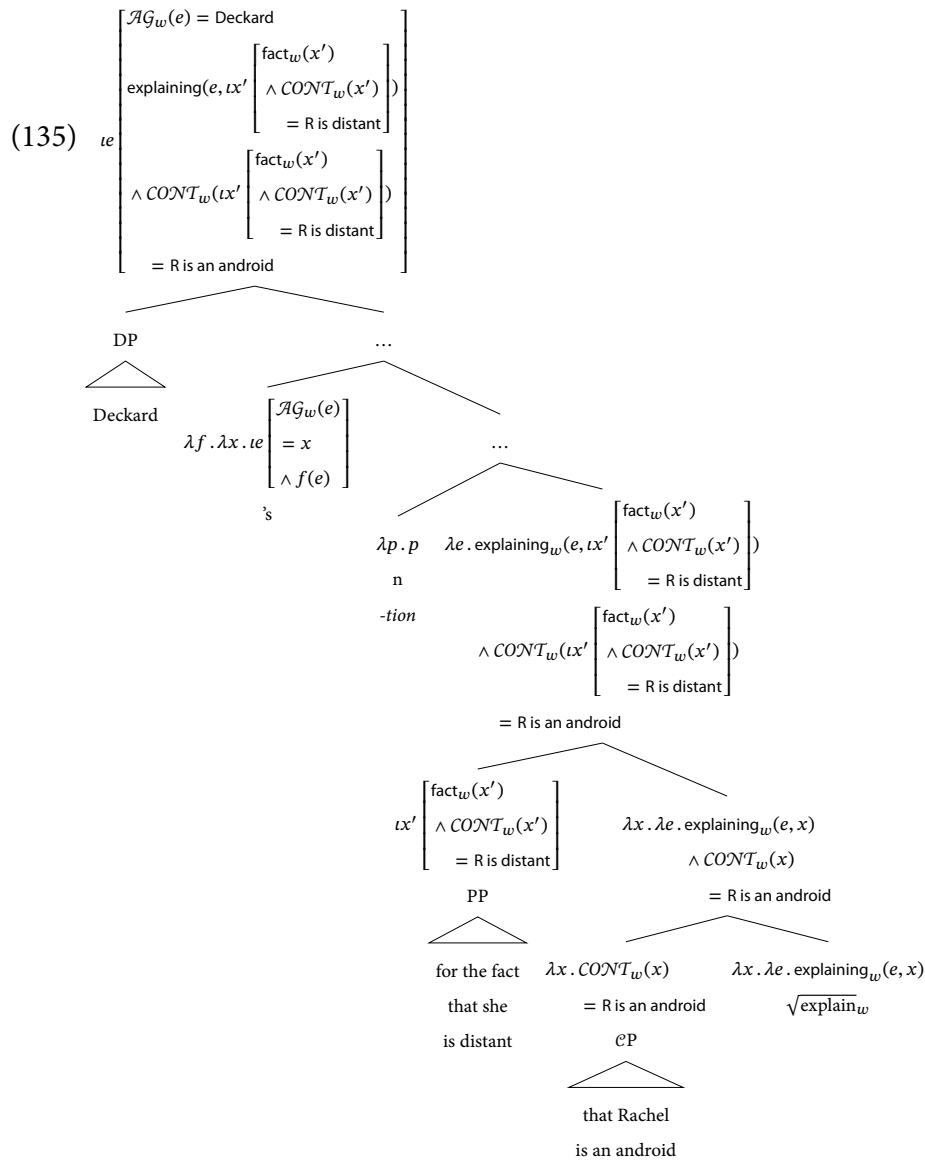 𝒜𝒢w(e) = Deckard
fact_w(x′)
explaining(e, ιx′ ∧ 𝒞𝒪𝒩𝒯_w(x′) )
= R is distant
(135) ιe
fact_w(x′)
∧ 𝒞𝒪𝒩𝒯_w(ιx′ ∧ 𝒞𝒪𝒩𝒯_w(x′) )
= R is distant
= R is an android
DP …
Deckard
𝒜𝒢_w(e)
λf . λx . ιe = x …
∧ f(e)
's
fact_w(x′)
λp . p λe . explaining_w(e, ιx′ ∧ 𝒞𝒪𝒩𝒯_w(x′) )
n = R is distant
-tion
fact_w(x′)
∧ 𝒞𝒪𝒩𝒯_w(ιx′ ∧ 𝒞𝒪𝒩𝒯_w(x′) )
= R is distant
= R is an android
fact_w(x′)
ιx′ ∧ 𝒞𝒪𝒩𝒯_w(x′) λx . λe . explaining_w(e, x)
= R is distant ∧ 𝒞𝒪𝒩𝒯_w(x)
PP = R is an android
for the fact λx . 𝒞𝒪𝒩𝒯_w(x) λx . λe . explaining_w(e, x)
that she = R is an android √explain_w
is distant 𝒞P
that Rachel
is an android